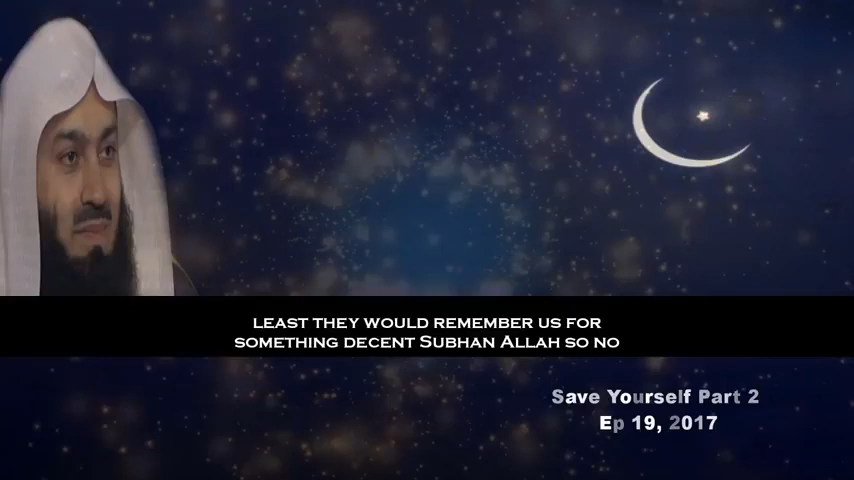 LEAST THEY WOULD REMEMBER US FOR
SOMETHING DECENT SUBHAN ALLAH SO NO
Save Yourself Part 2
Ep 19, 2017